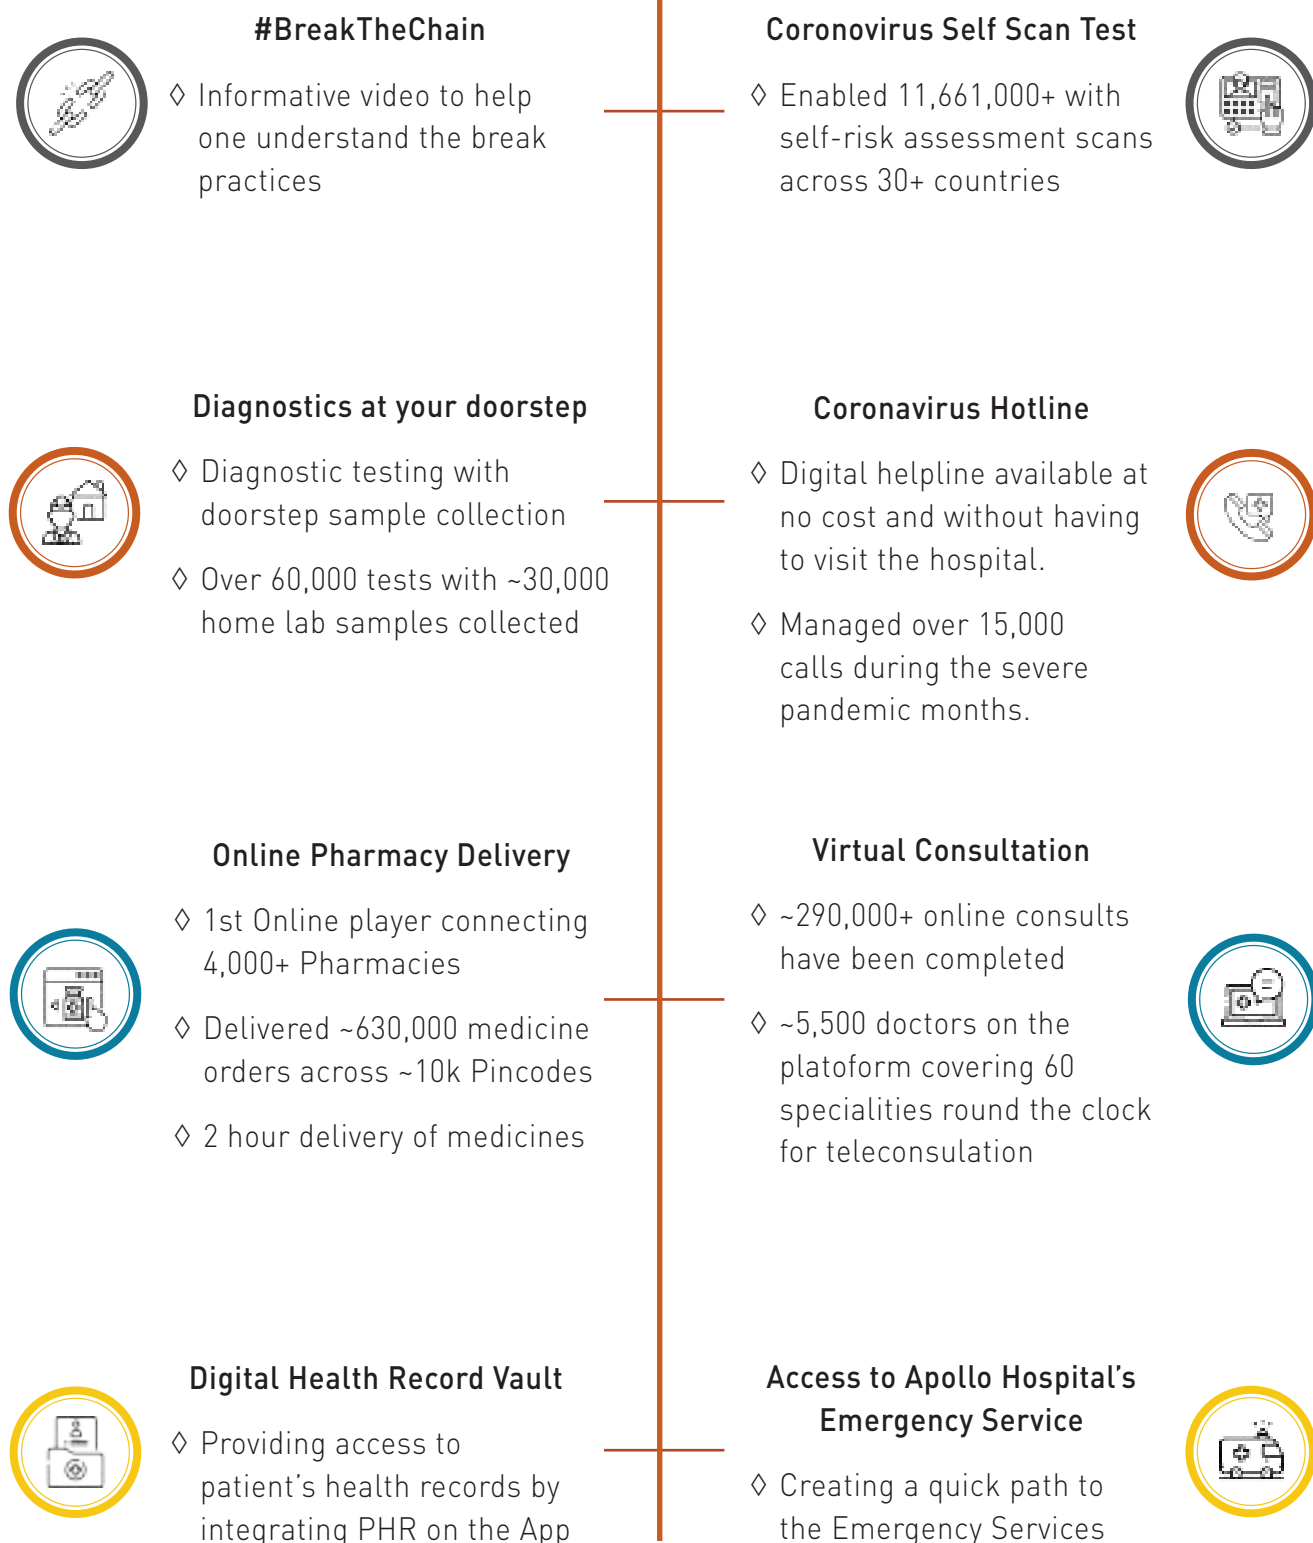 #BreakTheChain
◊ Informative video to help
one understand the break
practices
Coronovirus Self Scan Test
◊ Enabled 11,661,000+ with
self-risk assessment scans
across 30+ countries
Diagnostics at your doorstep
◊ Diagnostic testing with
doorstep sample collection
◊ Over 60,000 tests with ~30,000
home lab samples collected
Coronavirus Hotline
◊ Digital helpline available at
no cost and without having
to visit the hospital.
◊ Managed over 15,000
calls during the severe
pandemic months.
Online Pharmacy Delivery
◊ 1st Online player connecting
4,000+ Pharmacies
◊ Delivered ~630,000 medicine
orders across ~10k Pincodes
◊ 2 hour delivery of medicines
Virtual Consultation
◊ ~290,000+ online consults
have been completed
◊ ~5,500 doctors on the
platoform covering 60
specialities round the clock
for teleconsulation
Digital Health Record Vault
◊ Providing access to
patient's health records by
integrating PHR on the App
Access to Apollo Hospital's
Emergency Service
◊ Creating a quick path to
the Emergency Services